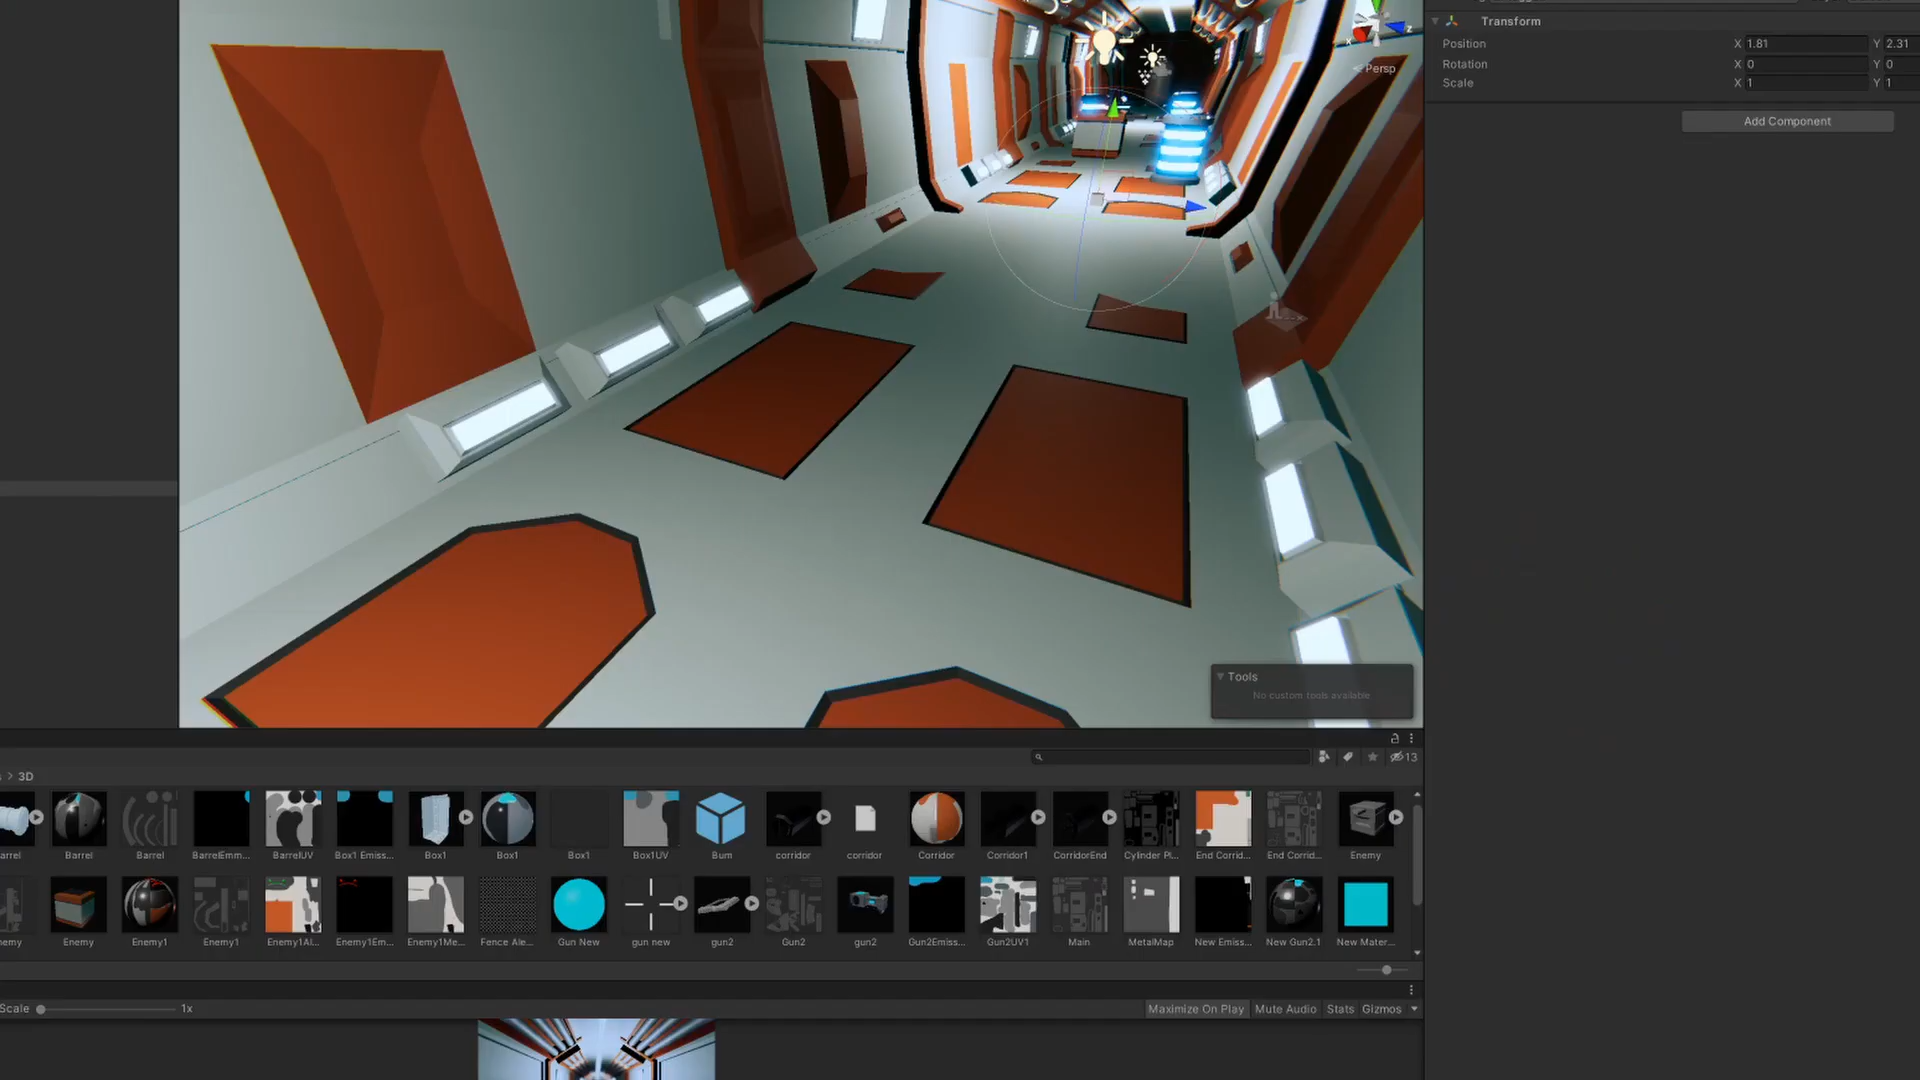 Transform
Position X 1.81 Y 2.31
Rotation X 0 Y 0
Scale X 1 Y 1
Add Component
Persp
Tools
No custom tools available
13
> 3D
arrel Barrel Barrel BarrelEmm... BarrelUV Box1 Emiss... Box1 Box1 Box1 Box1UV Bum corridor corridor Corridor Corridor1 CorridorEnd Cylinder Pl... End Corrid... End Corrid... Enemy
nemy Enemy Enemy1 Enemy1 Enemy1Al... Enemy1Em... Enemy1Me... Fence Ale... Gun New gun new gun2 Gun2 gun2 Gun2Emiss... Gun2UV1 Main MetalMap New Emiss... New Gun2.1 New Mater...
Scale 1x Maximize On Play Mute Audio Stats Gizmos